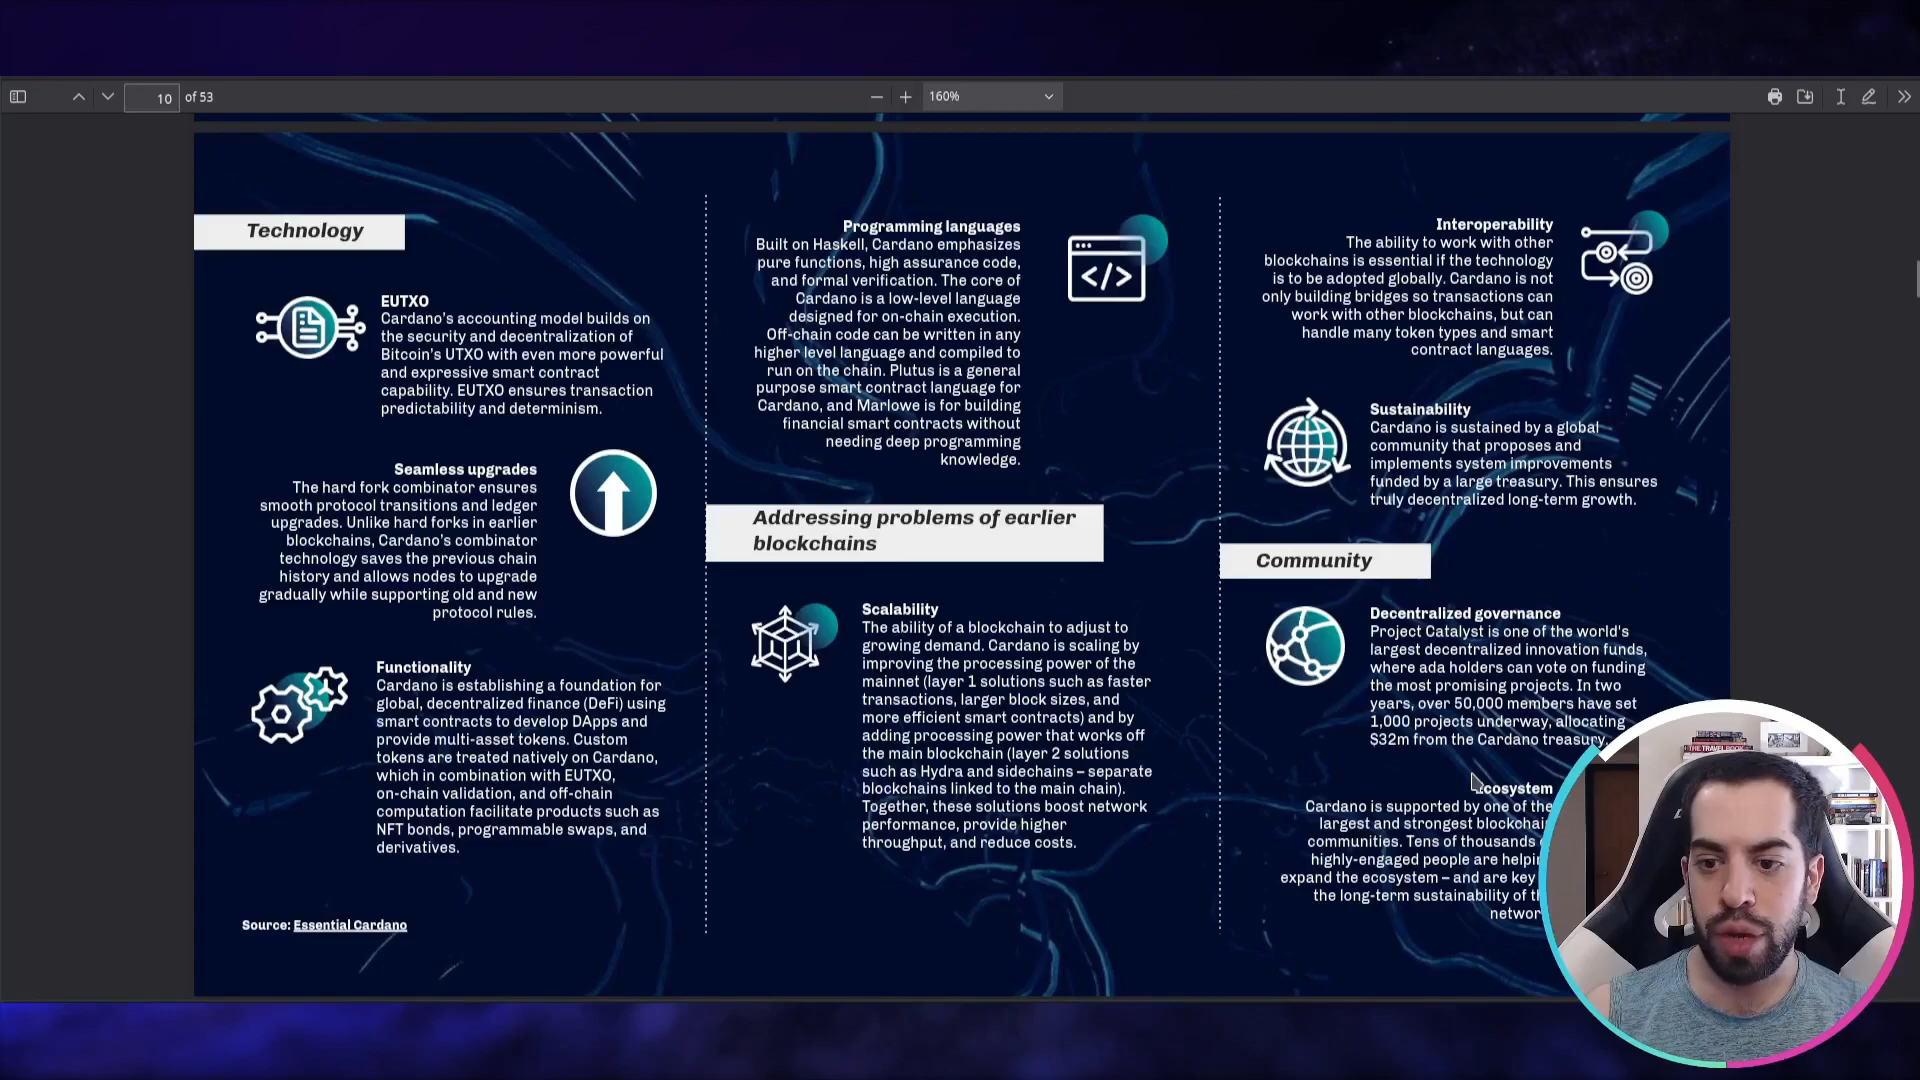 10 of 53
160%
Technology
EUTXO
Cardano's accounting model builds on
the security and decentralization of
Bitcoin's UTXO with even more powerful
and expressive smart contract
capability. EUTXO ensures transaction
predictability and determinism.
Seamless upgrades
The hard fork combinator ensures
smooth protocol transitions and ledger
upgrades. Unlike hard forks in earlier
blockchains, Cardano's combinator
technology saves the previous chain
history and allows nodes to upgrade
gradually while supporting old and new
protocol rules.
Functionality
Cardano is establishing a foundation for
global, decentralized finance (DeFi) using
smart contracts to develop DApps and
provide multi-asset tokens. Custom
tokens are treated natively on Cardano,
which in combination with EUTXO,
on-chain validation, and off-chain
computation facilitate products such as
NFT bonds, programmable swaps, and
derivatives.
Source: Essential Cardano
Programming languages
Built on Haskell, Cardano emphasizes
pure functions, high assurance code,
and formal verification. The core of
Cardano is a low-level language
designed for on-chain execution.
Off-chain code can be written in any
higher level language and compiled to
run on the chain. Plutus is a general
purpose smart contract language for
Cardano, and Marlowe is for building
financial smart contracts without
needing deep programming
knowledge.
</>
Addressing problems of earlier
blockchains
Scalability
The ability of a blockchain to adjust to
growing demand. Cardano is scaling by
improving the processing power of the
mainnet (layer 1 solutions such as faster
transactions, larger block sizes, and
more efficient smart contracts) and by
adding processing power that works off
the main blockchain (layer 2 solutions
such as Hydra and sidechains – separate
blockchains linked to the main chain).
Together, these solutions boost network
performance, provide higher
throughput, and reduce costs.
Interoperability
The ability to work with other
blockchains is essential if the technology
is to be adopted globally. Cardano is not
only building bridges so transactions can
work with other blockchains, but can
handle many token types and smart
contract languages.
Sustainability
Cardano is sustained by a global
community that proposes and
implements system improvements
funded by a large treasury. This ensures
truly decentralized long-term growth.
Community
Decentralized governance
Project Catalyst is one of the world's
largest decentralized innovation funds,
where ada holders can vote on funding
the most promising projects. In two
years, over 50,000 members have set
1,000 projects underway, allocating
$32m from the Cardano treasury.
cosystem
Cardano is supported by one of the
largest and strongest blockchai
communities. Tens of thousands
highly-engaged people are helpi
expand the ecosystem – and are key
the long-term sustainability of th
networ
THE TRAVEL BOOK